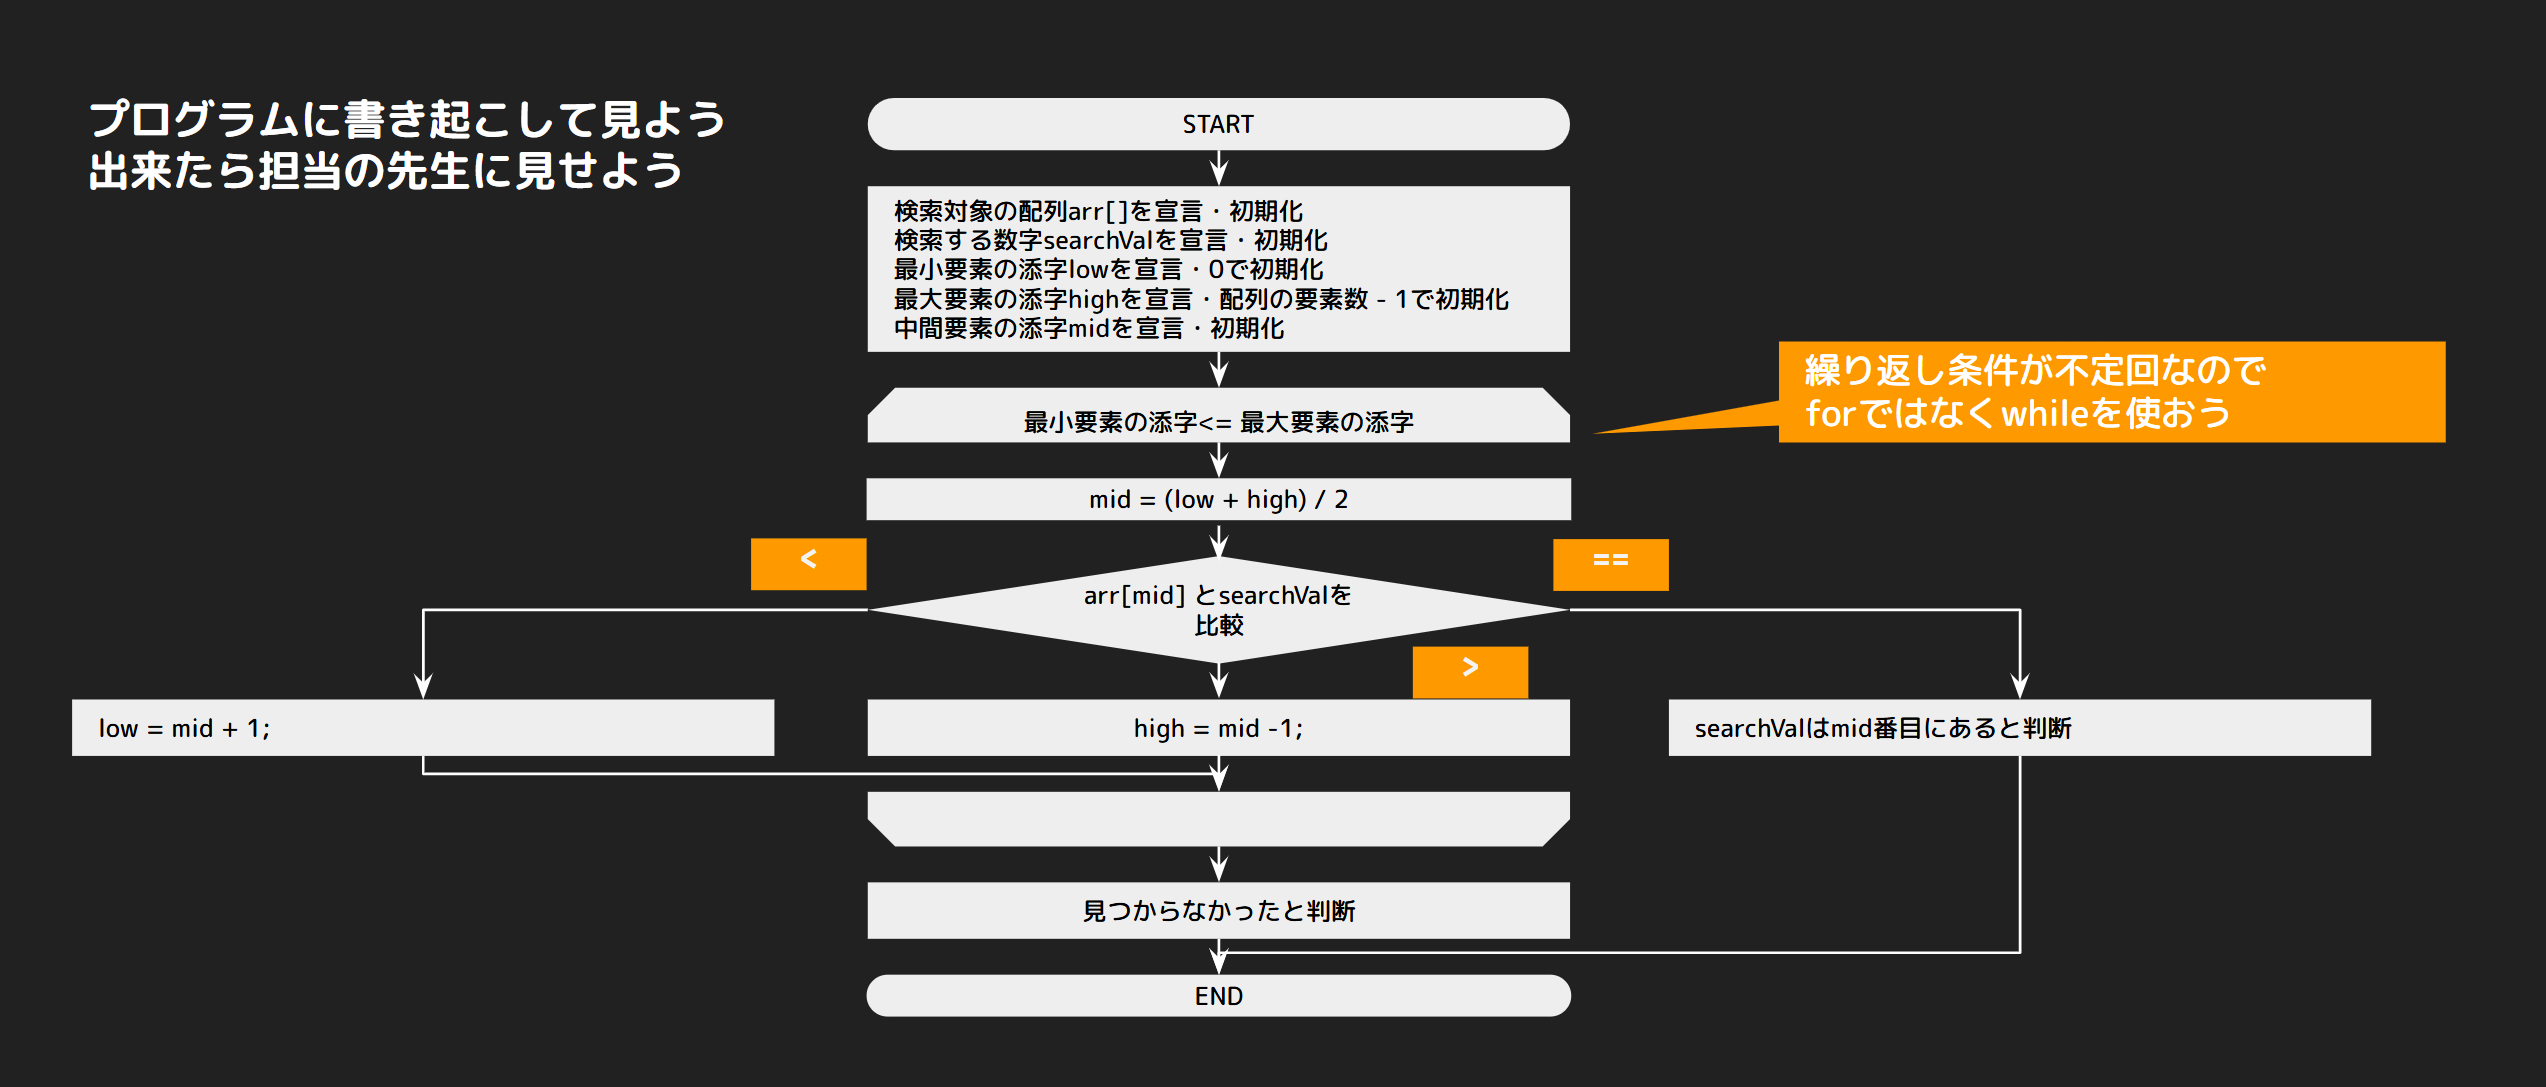 プログラムに書き起こして見よう
出来たら担当の先生に見せよう
START
検索対象の配列arr[]を宣言・初期化
検索する数字searchValを宣言・初期化
最小要素の添字lowを宣言・0で初期化
最大要素の添字highを宣言・配列の要素数 - 1で初期化
中間要素の添字midを宣言・初期化
繰り返し条件が不定回なので
forではなくwhileを使おう
最小要素の添字<= 最大要素の添字
mid = (low + high) / 2
<
==
arr[mid] とsearchValを
比較
>
low = mid + 1;
high = mid -1;
searchValはmid番目にあると判断
見つからなかったと判断
END